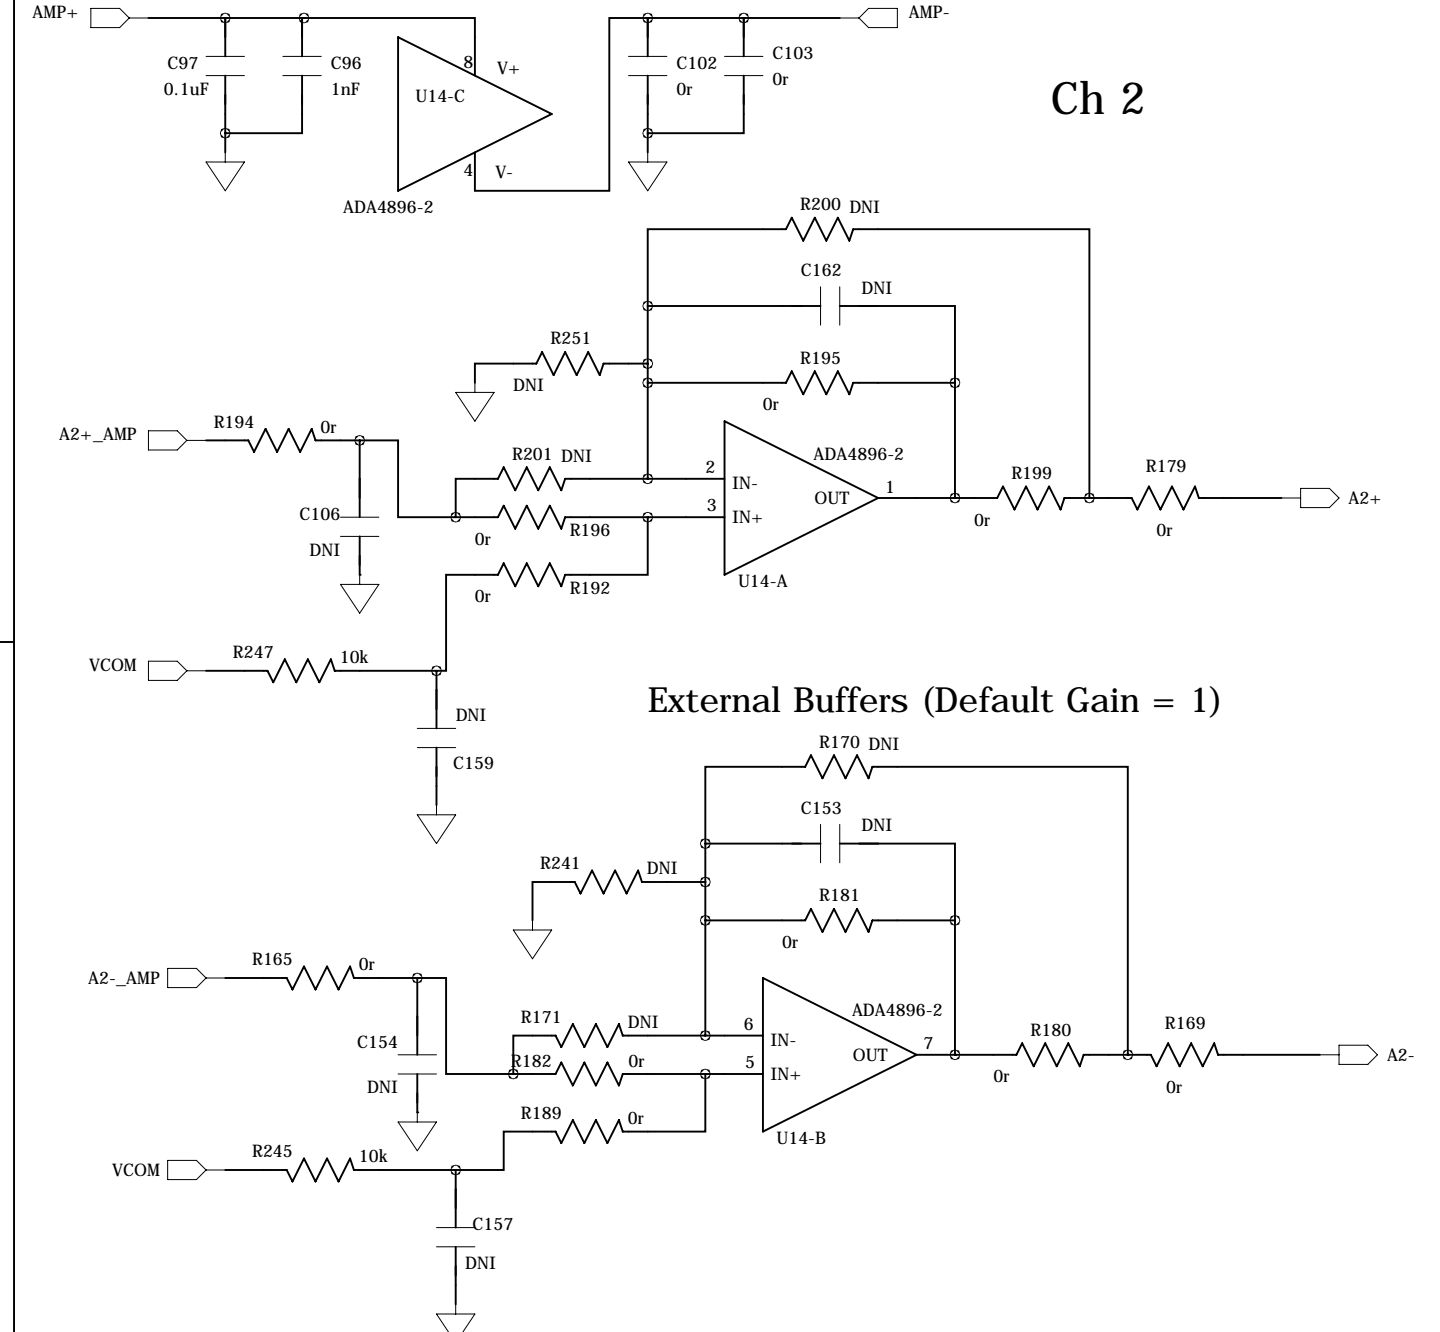 AMP+
AMP-
C97
0.1uF
C96
1nF
8
V+
U14-C
4
V-
ADA4896-2
C102
0r
C103
0r
Ch 2
R200 DNI
C162
DNI
R251
DNI
R195
0r
A2+_AMP
R194
0r
R201 DNI
2
IN-
ADA4896-2
OUT
1
3
IN+
C106
DNI
0r
R196
0r
R192
U14-A
R199
0r
R179
0r
A2+
VCOM
R247
10k
DNI
C159
External Buffers (Default Gain = 1)
R170 DNI
C153
DNI
R241
DNI
R181
0r
A2-_AMP
R165
0r
R171
DNI
6
IN-
ADA4896-2
OUT
7
C154
DNI
R182
0r
5
IN+
R189
0r
U14-B
R180
0r
R169
0r
A2-
VCOM
R245
10k
C157
DNI